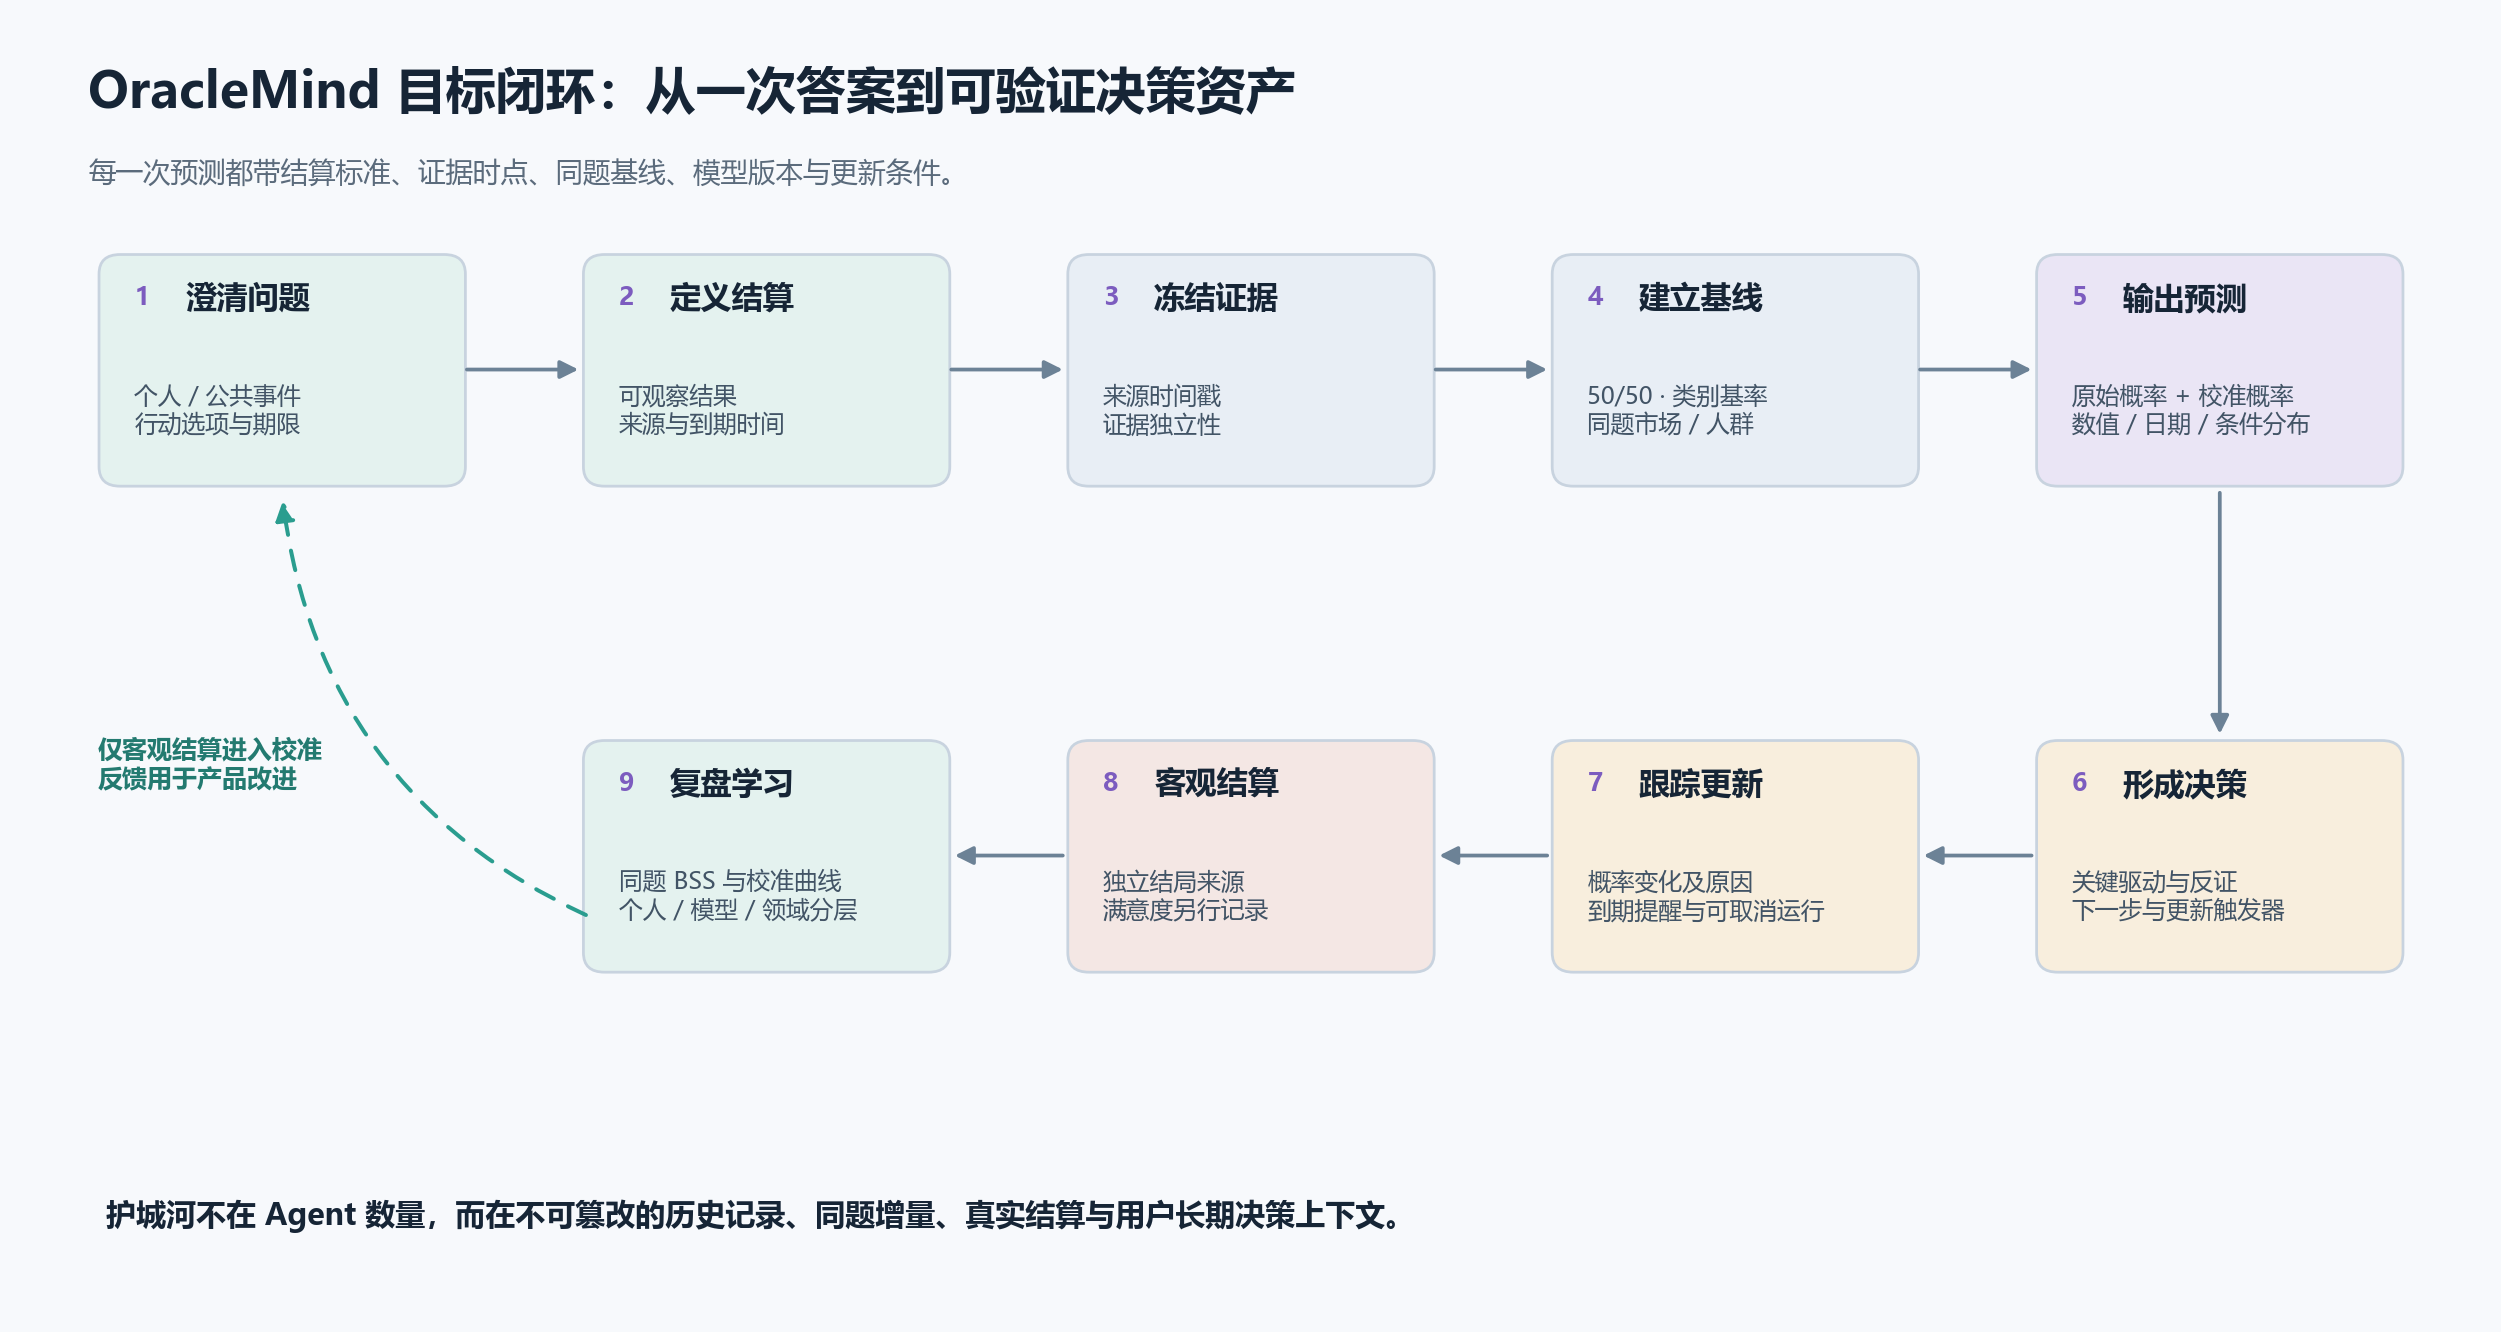 OracleMind 目标闭环：从一次答案到可验证决策资产
每一次预测都带结算标准、证据时点、同题基线、模型版本与更新条件。
1 澄清问题
个人 / 公共事件
行动选项与期限
2 定义结算
可观察结果
来源与到期时间
3 冻结证据
来源时间戳
证据独立性
4 建立基线
50/50 · 类别基率
同题市场 / 人群
5 输出预测
原始概率 + 校准概率
数值 / 日期 / 条件分布
6 形成决策
关键驱动与反证
下一步与更新触发器
7 跟踪更新
概率变化及原因
到期提醒与可取消运行
8 客观结算
独立结局来源
满意度另行记录
9 复盘学习
同题 BSS 与校准曲线
个人 / 模型 / 领域分层
仅客观结算进入校准
反馈用于产品改进
护城河不在 Agent 数量，而在不可篡改的历史记录、同题增量、真实结算与用户长期决策上下文。